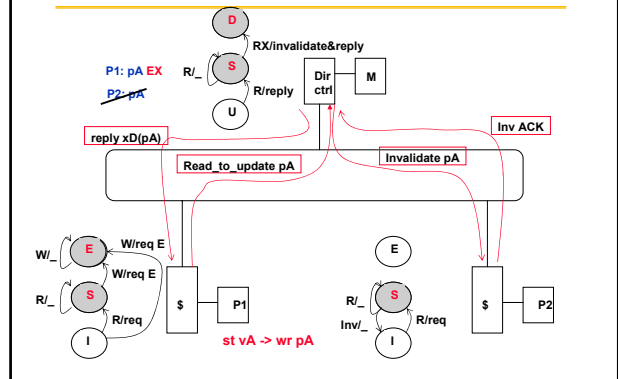 D
RX/invalidate&reply
P1: pA EX
R/_
S
Dir
ctrl
M
P2: pA
R/reply
U
Inv ACK
reply xD(pA)
Read_to_update pA
Invalidate pA
W/req E
E
W/_
W/req E
E
R/_
S
$
P1
R/_
S
$
P2
R/req
Inv/_
R/req
I
st vA -> wr pA
I